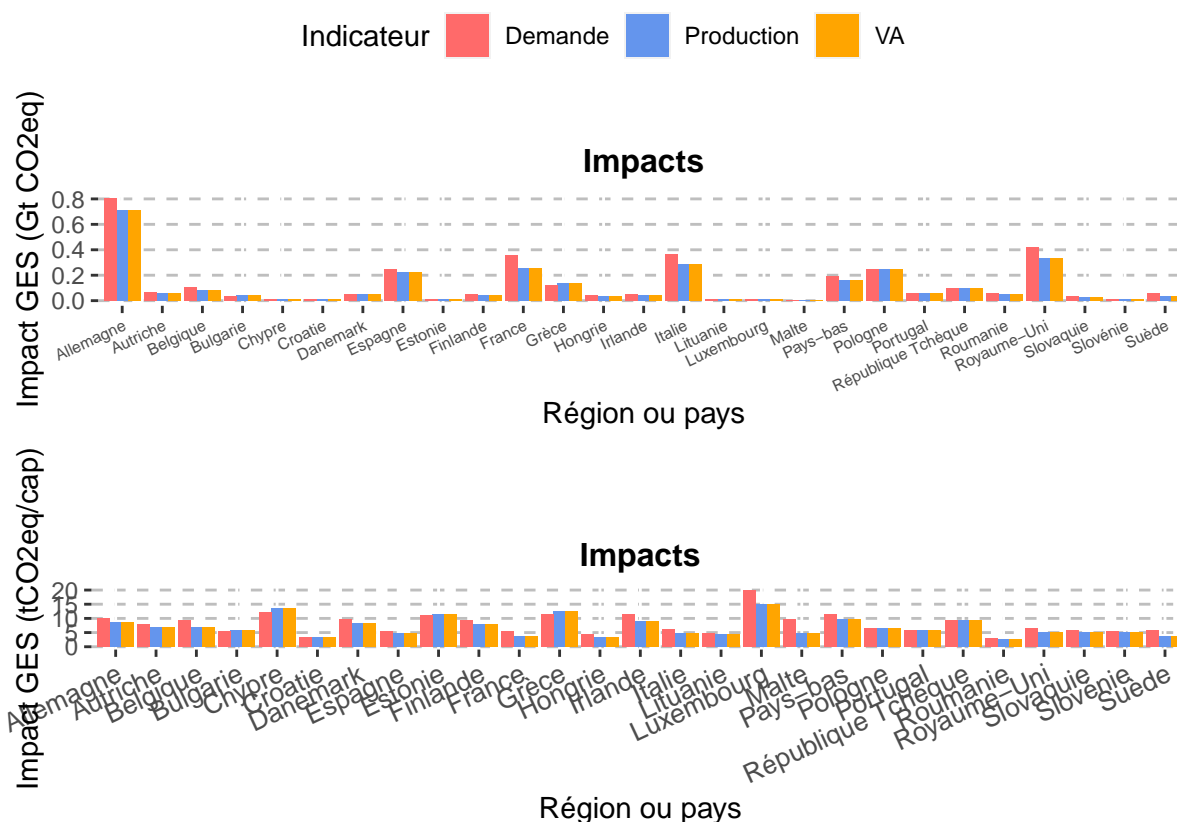 Indicateur Demande Production VA
Impacts
Impact GES (Gt CO2eq)
0.8
0.6
0.4
0.2
0.0
Allemagne Autriche Belgique Bulgarie Chypre Croatie Danemark Espagne Estonie Finlande France Grèce Hongrie Irlande Italie Lituanie Luxembourg Malte Pays−bas Pologne Portugal République Tchèque Roumanie Royaume−Uni Slovaquie Slovénie Suède
Région ou pays
Impacts
Impact GES (tCO2eq/cap)
20
15
10
5
0
Allemagne Autriche Belgique Bulgarie Chypre Croatie Danemark Espagne Estonie Finlande France Grèce Hongrie Irlande Italie Lituanie Luxembourg Malte Pays−bas Pologne Portugal République Tchèque Roumanie Royaume−Uni Slovaquie Slovénie Suède
Région ou pays